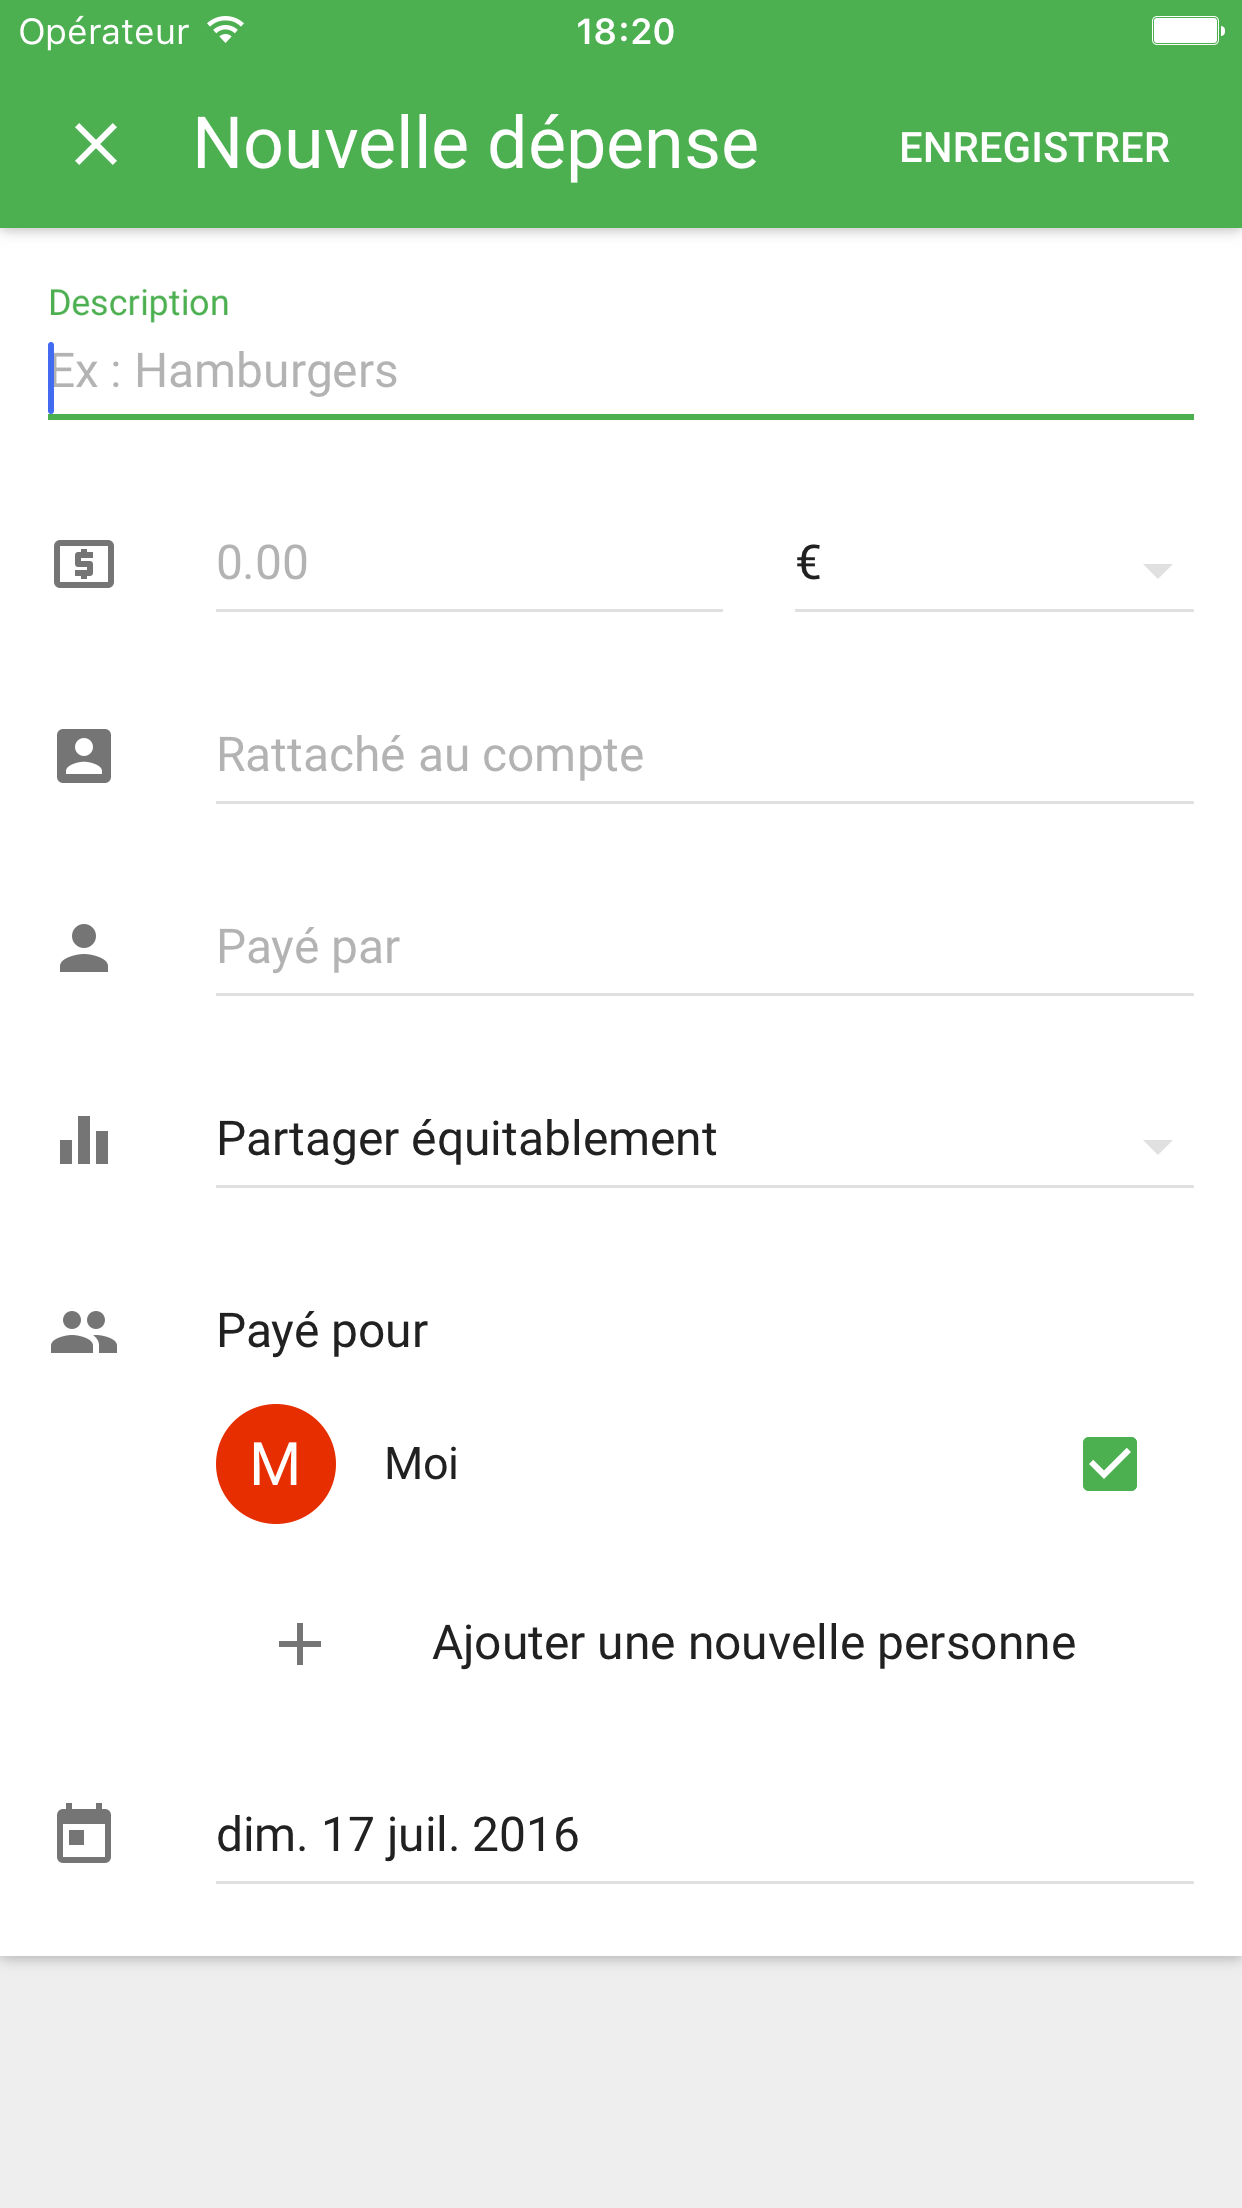 Opérateur 18:20
Nouvelle dépense ENREGISTRER
Description
Ex : Hamburgers
0.00 €
Rattaché au compte
Payé par
Partager équitablement
Payé pour
M Moi
Ajouter une nouvelle personne
dim. 17 juil. 2016